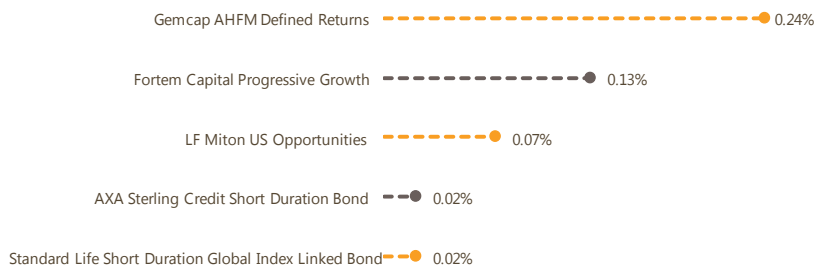 Gemcap AHFM Defined Returns 0.24%
Fortem Capital Progressive Growth 0.13%
LF Miton US Opportunities 0.07%
AXA Sterling Credit Short Duration Bond 0.02%
Standard Life Short Duration Global Index Linked Bond 0.02%